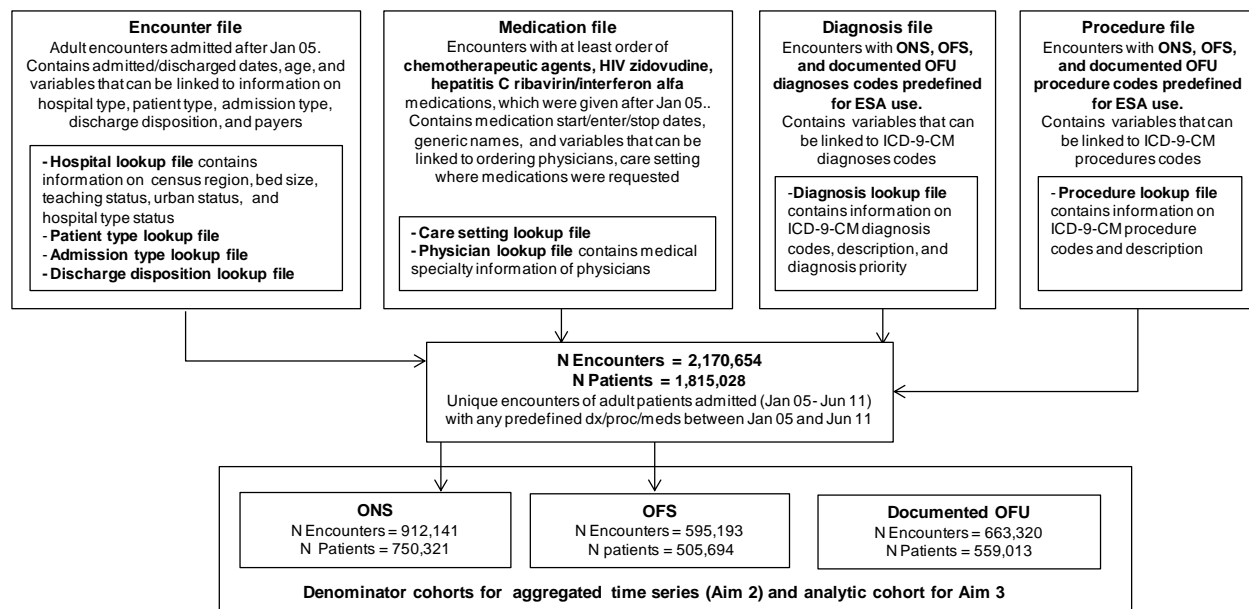 Encounter file
Adult encounters admitted after Jan 05.
Contains admitted/discharged dates, age, and
variables that can be linked to information on
hospital type, patient type, admission type,
discharge disposition, and payers
- Hospital lookup file contains
information on census region, bed size,
teaching status, urban status, and
hospital type status
- Patient type lookup file
- Admission type lookup file
- Discharge disposition lookup file
Medication file
Encounters with at least order of
chemotherapeutic agents, HIV zidovudine,
hepatitis C ribavirin/interferon alfa
medications, which were given after Jan 05..
Contains medication start/enter/stop dates,
generic names, and variables that can be
linked to ordering physicians, care setting
where medications were requested
- Care setting lookup file
- Physician lookup file contains medical
specialty information of physicians
Diagnosis file
Encounters with ONS, OFS,
and documented OFU
diagnoses codes predefined
for ESA use.
Contains variables that can
be linked to ICD-9-CM
diagnoses codes
-Diagnosis lookup file
contains information on
ICD-9-CM diagnosis
codes, description, and
diagnosis priority
Procedure file
Encounters with ONS, OFS,
and documented OFU
procedure codes predefined
for ESA use.
Contains variables that can
be linked to ICD-9-CM
procedures codes
- Procedure lookup file
contains information on
ICD-9-CM procedure
codes and description
N Encounters = 2,170,654
N Patients = 1,815,028
Unique encounters of adult patients admitted (Jan 05- Jun 11)
with any predefined dx/proc/meds between Jan 05 and Jun 11
ONS
N Encounters = 912,141
N Patients = 750,321
OFS
N Encounters = 595,193
N patients = 505,694
Documented OFU
N Encounters = 663,320
N Patients = 559,013
Denominator cohorts for aggregated time series (Aim 2) and analytic cohort for Aim 3